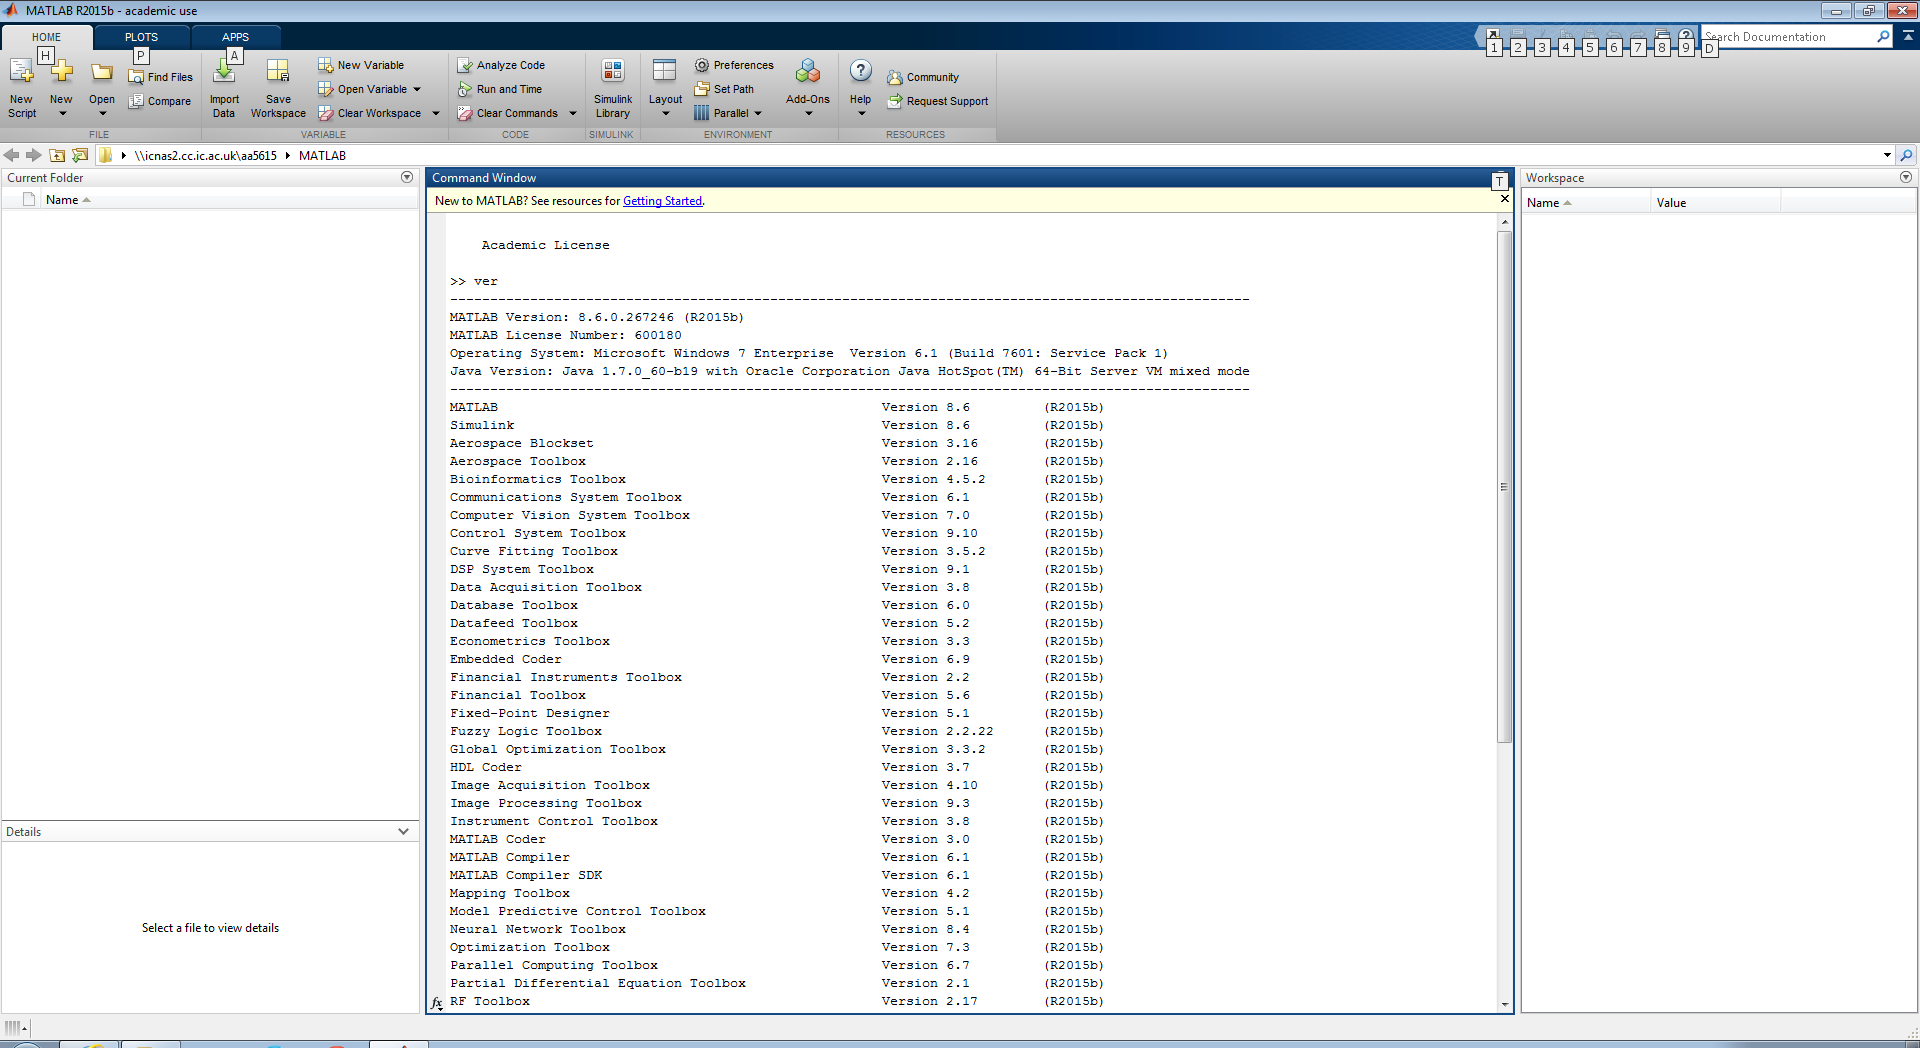 MATLAB R2015b - academic use
HOME PLOTS APPS
H P A
1 2 3 4 5 6 7 8 9 D
Search Documentation
New Script
New
Open
Find Files
Compare
FILE
Import Data
Save Workspace
New Variable
Open Variable
Clear Workspace
VARIABLE
Analyze Code
Run and Time
Clear Commands
CODE
Simulink Library
SIMULINK
Layout
Preferences
Set Path
Parallel
Add-Ons
ENVIRONMENT
Help
Community
Request Support
RESOURCES
\\icnas2.cc.ic.ac.uk\aa5615 MATLAB
Current Folder
Name
Details
Select a file to view details
Command Window
T
New to MATLAB? See resources for Getting Started.
Academic License
>> ver
----------------------------------------------------------------------------------------------------
MATLAB Version: 8.6.0.267246 (R2015b)
MATLAB License Number: 600180
Operating System: Microsoft Windows 7 Enterprise  Version 6.1 (Build 7601: Service Pack 1)
Java Version: Java 1.7.0_60-b19 with Oracle Corporation Java HotSpot(TM) 64-Bit Server VM mixed mode
----------------------------------------------------------------------------------------------------
MATLAB Version 8.6 (R2015b)
Simulink Version 8.6 (R2015b)
Aerospace Blockset Version 3.16 (R2015b)
Aerospace Toolbox Version 2.16 (R2015b)
Bioinformatics Toolbox Version 4.5.2 (R2015b)
Communications System Toolbox Version 6.1 (R2015b)
Computer Vision System Toolbox Version 7.0 (R2015b)
Control System Toolbox Version 9.10 (R2015b)
Curve Fitting Toolbox Version 3.5.2 (R2015b)
DSP System Toolbox Version 9.1 (R2015b)
Data Acquisition Toolbox Version 3.8 (R2015b)
Database Toolbox Version 6.0 (R2015b)
Datafeed Toolbox Version 5.2 (R2015b)
Econometrics Toolbox Version 3.3 (R2015b)
Embedded Coder Version 6.9 (R2015b)
Financial Instruments Toolbox Version 2.2 (R2015b)
Financial Toolbox Version 5.6 (R2015b)
Fixed-Point Designer Version 5.1 (R2015b)
Fuzzy Logic Toolbox Version 2.2.22 (R2015b)
Global Optimization Toolbox Version 3.3.2 (R2015b)
HDL Coder Version 3.7 (R2015b)
Image Acquisition Toolbox Version 4.10 (R2015b)
Image Processing Toolbox Version 9.3 (R2015b)
Instrument Control Toolbox Version 3.8 (R2015b)
MATLAB Coder Version 3.0 (R2015b)
MATLAB Compiler Version 6.1 (R2015b)
MATLAB Compiler SDK Version 6.1 (R2015b)
Mapping Toolbox Version 4.2 (R2015b)
Model Predictive Control Toolbox Version 5.1 (R2015b)
Neural Network Toolbox Version 8.4 (R2015b)
Optimization Toolbox Version 7.3 (R2015b)
Parallel Computing Toolbox Version 6.7 (R2015b)
Partial Differential Equation Toolbox Version 2.1 (R2015b)
fx RF Toolbox Version 2.17 (R2015b)
Workspace
Name Value